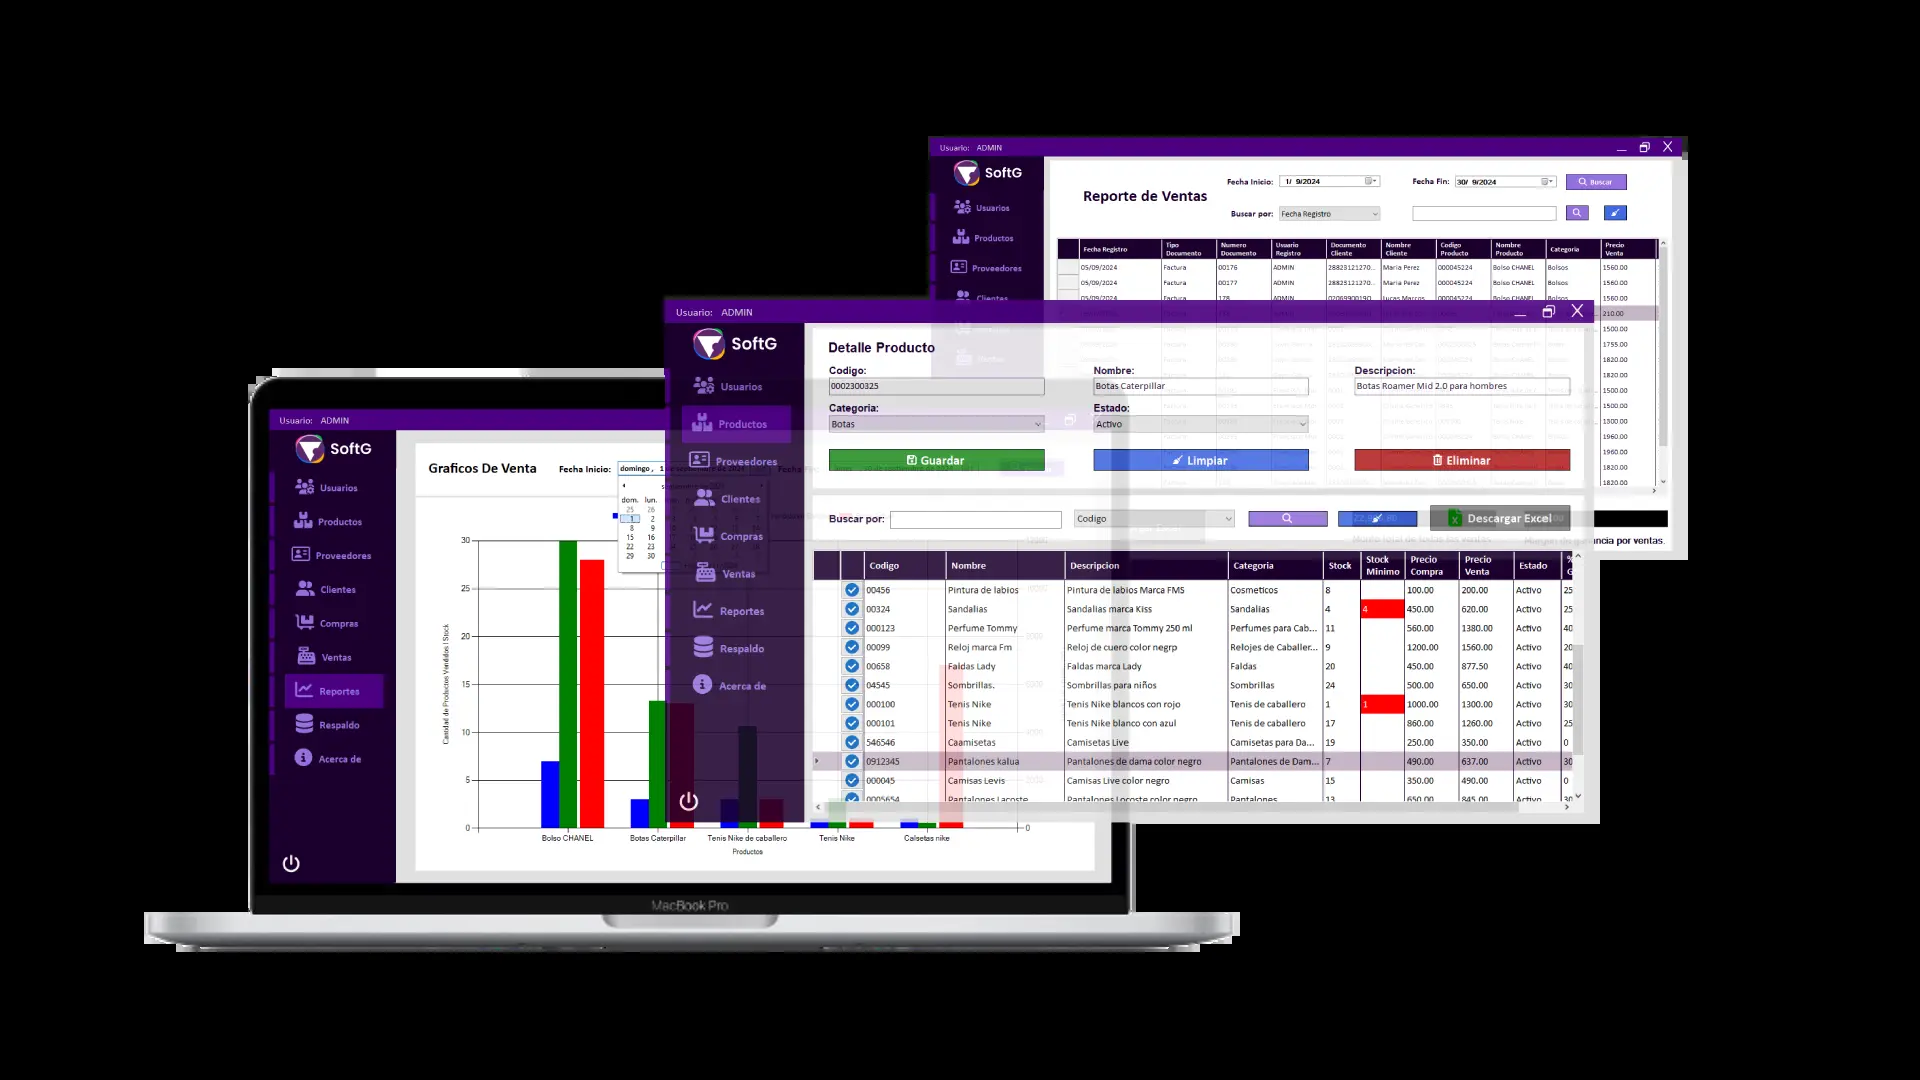 Usuario: ADMIN
SoftG
Usuarios
Productos
Proveedores
Clientes
Reporte de Ventas
Fecha Inicio: 1/ 9/2024
Fecha Fin: 30/ 9/2024
Buscar
Buscar por: Fecha Registro
Fecha Registro Tipo Documento Numero Documento Usuario Registro Documento Cliente Nombre Cliente Codigo Producto Nombre Producto Categoria Precio Venta
05/09/2024 Factura 00176 ADMIN 28823121270... Maria Perez 000045224 Bolso CHANEL Bolsos 1560.00
05/09/2024 Factura 00177 ADMIN 28823121270... Maria Perez 000045224 Bolso CHANEL Bolsos 1560.00
05/09/2024 Factura 178 ADMIN 02069900190... Lucas Marcos 000045224 Bolso CHANEL Bolsos 1560.00
210.00
1500.00
1755.00
1820.00
1820.00
1500.00
1500.00
1300.00
1960.00
1960.00
1820.00
1820.00
Usuario: ADMIN
SoftG
Usuarios
Productos
Proveedores
Clientes
Compras
Ventas
Reportes
Respaldo
Acerca de
Detalle Producto
Codigo: Nombre: Descripcion:
0002300325 Botas Caterpillar Botas Roamer Mid 2.0 para hombres
Categoria: Estado:
Botas Activo
Guardar Limpiar Eliminar
Buscar por: Codigo Descargar Excel
Codigo Nombre Descripcion Categoria Stock Stock Minimo Precio Compra Precio Venta Estado
00456 Pintura de labios Pintura de labios Marca FMS Cosmeticos 8 100.00 200.00 Activo 25
00324 Sandalias Sandalias marca Kiss Sandalias 4 4 450.00 620.00 Activo 25
000123 Perfume Tommy Perfume marca Tommy 250 ml Perfumes para Cab... 11 560.00 1380.00 Activo 40
00099 Reloj marca Fm Reloj de cuero color negrp Relojes de Caballer... 9 1200.00 1560.00 Activo 20
00658 Faldas Lady Faldas marca Lady Faldas 20 450.00 877.50 Activo 40
04545 Sombrillas. Sombrillas para niños Sombrillas 24 500.00 650.00 Activo 30
000100 Tenis Nike Tenis Nike blancos con rojo Tenis de caballero 1 1 1000.00 1300.00 Activo 30
000101 Tenis Nike Tenis Nike blanco con azul Tenis de caballero 17 860.00 1260.00 Activo 25
546546 Caamisetas Camisetas Live Camisetas para Da... 19 250.00 350.00 Activo 0
0912345 Pantalones kalua Pantalones de dama color negro Pantalones de Dam... 7 490.00 637.00 Activo 30
000045 Camisas Levis Camisas Live color negro Camisas 15 350.00 490.00 Activo 0
0005654 Pantalones Lacoste Pantalones Locoste color negro Pantalones 13 650.00 845.00 Activo 30
ncia por ventas.
Usuario: ADMIN
SoftG
Usuarios
Productos
Proveedores
Clientes
Compras
Ventas
Reportes
Respaldo
Acerca de
Graficos De Venta
Fecha Inicio: domingo, 1
dom. lun.
25 26
1 2
8 9
15 16
22 23
29 30
30
25
20
15
10
5
0
0
Cantidad de Productos Vendidos | Stock
Bolso CHANEL Botas Caterpillar Tenis Nike de caballero Tenis Nike Calsetas nike
Productos
MacBook Pro